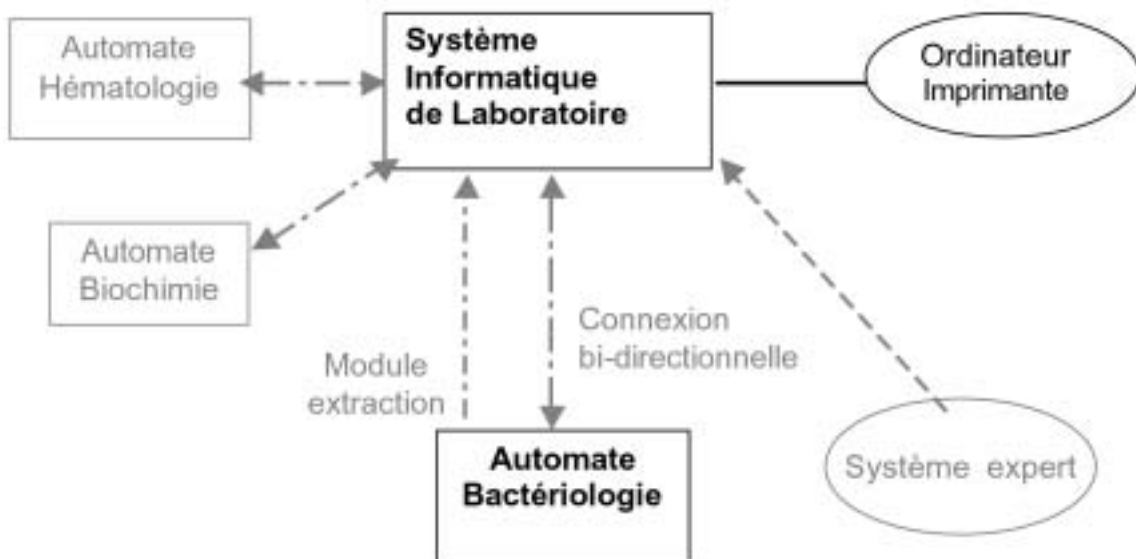 Automate
Hématologie
Système
Informatique
de Laboratoire
Ordinateur
Imprimante
Automate
Biochimie
Module
extraction
Connexion
bi-directionnelle
Automate
Bactériologie
Système expert